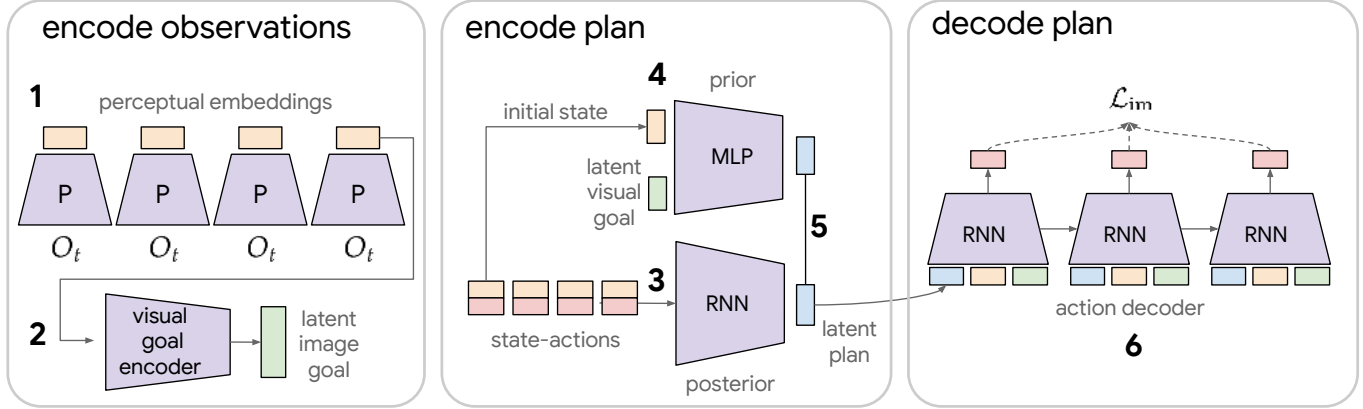 encode observations
1
perceptual embeddings
P
P
P
P
O_t
O_t
O_t
O_t
2
visual
goal
encoder
latent
image
goal
encode plan
4
prior
initial state
MLP
latent
visual
goal
5
3
RNN
state-actions
latent
plan
posterior
decode plan
ℒ_im
RNN
RNN
RNN
action decoder
6